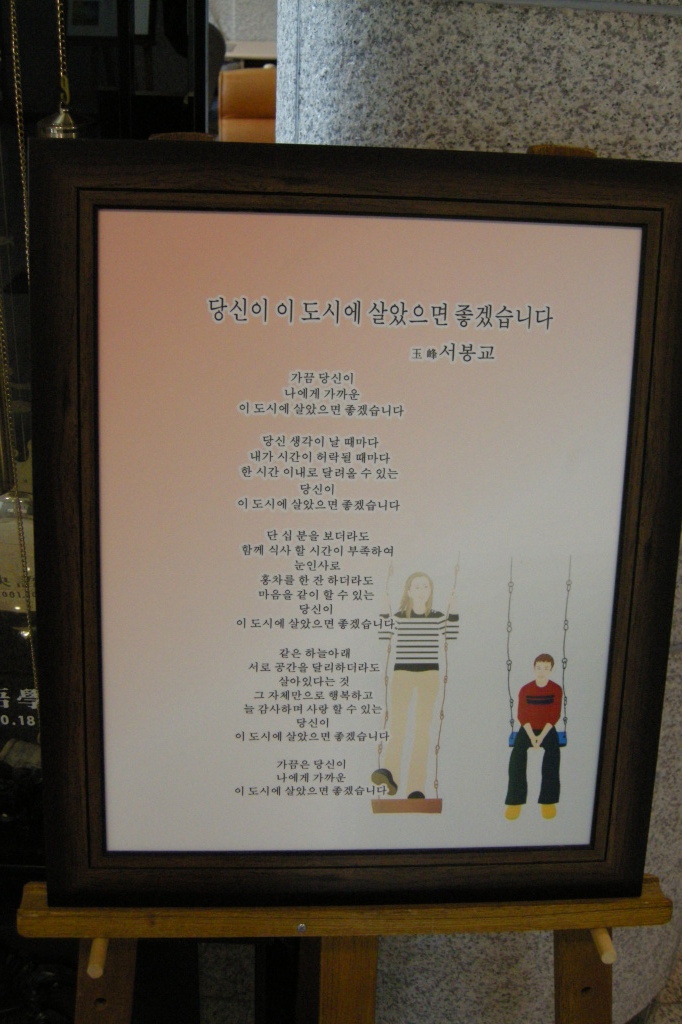 당신이 이 도시에 살았으면 좋겠습니다
玉峰 서봉교
가끔 당신이
나에게 가까운
이 도시에 살았으면 좋겠습니다
당신 생각이 날 때마다
내가 시간이 허락될 때마다
한 시간 이내로 달려올 수 있는
당신이
이 도시에 살았으면 좋겠습니다
단 십 분을 보더라도
함께 식사 할 시간이 부족하여
눈인사로
홍차를 한 잔 하더라도
마음을 같이 할 수 있는
당신이
이 도시에 살았으면 좋겠습니다
같은 하늘아래
서로 공간을 달리하더라도
살아있다는 것
그 자체만으로 행복하고
늘 감사하며 사랑 할 수 있는
당신이
이 도시에 살았으면 좋겠습니다
가끔은 당신이
나에게 가까운
이 도시에 살았으면 좋겠습니다